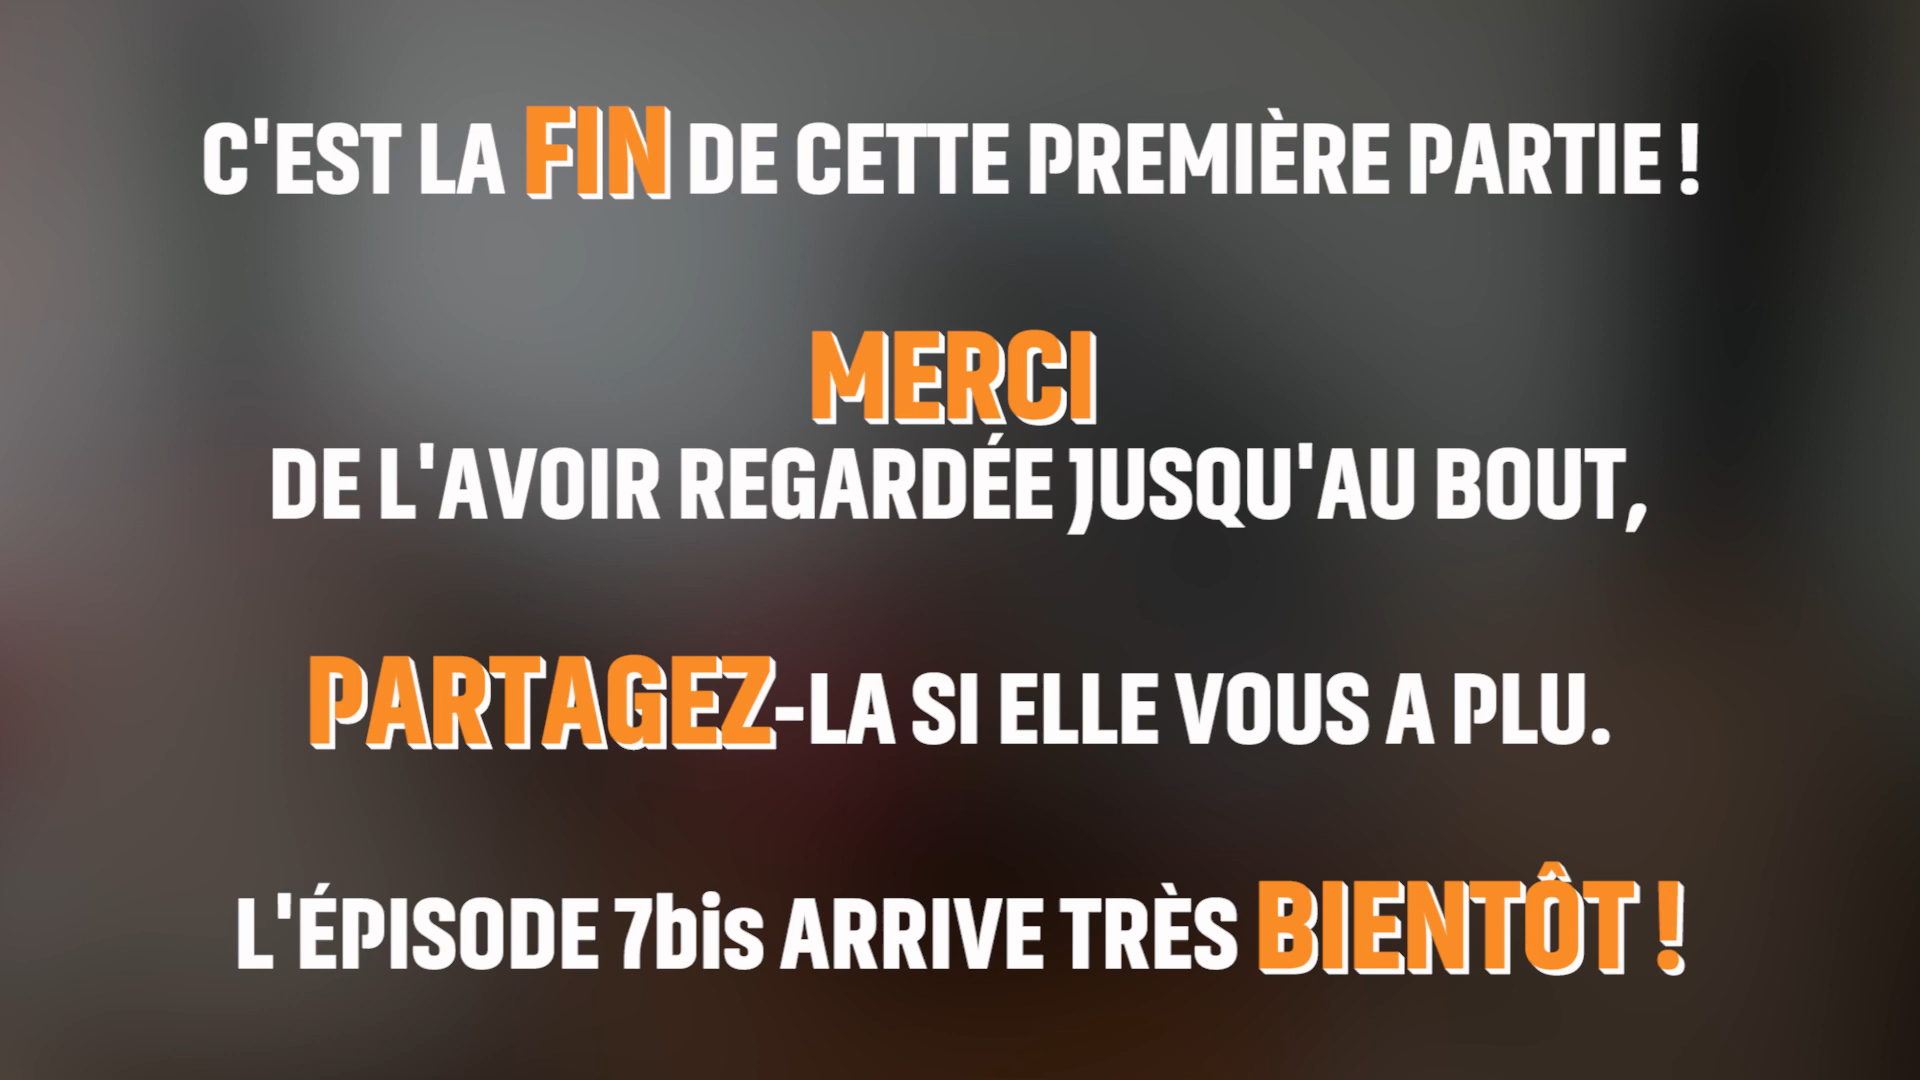 C'EST LA FIN DE CETTE PREMIÈRE PARTIE !
MERCI
DE L'AVOIR REGARDÉE JUSQU'AU BOUT,
PARTAGEZ-LA SI ELLE VOUS A PLU.
L'ÉPISODE 7bis ARRIVE TRÈS BIENTÔT !